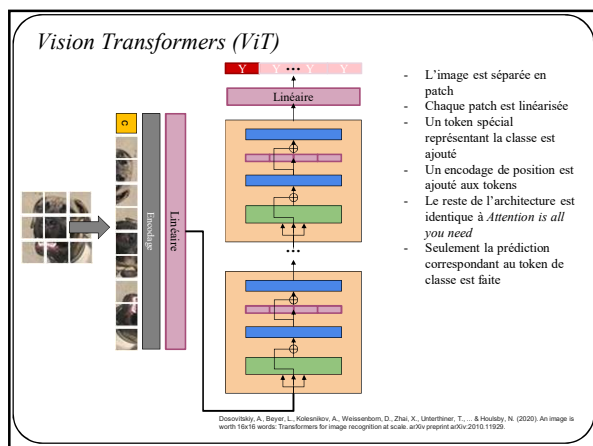 Vision Transformers (ViT)
Y Y Y
Linéaire
C
Encodage
Linéaire
- L'image est séparée en
patch
- Chaque patch est linéarisée
- Un token spécial
représentant la classe est
ajouté
- Un encodage de position est
ajouté aux tokens
- Le reste de l'architecture est
identique à Attention is all
you need
- Seulement la prédiction
correspondant au token de
classe est faite
Dosovitskiy, A., Beyer, L., Kolesnikov, A., Weissenborn, D., Zhai, X., Unterthiner, T., ... & Houlsby, N. (2020). An image is
worth 16x16 words: Transformers for image recognition at scale. arXiv preprint arXiv:2010.11929.